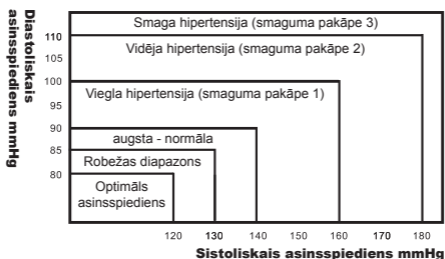 Diastoliskais
asinsspiediens mmHg
Smaga hipertensija (smaguma pakāpe 3)
110
Vidēja hipertensija (smaguma pakāpe 2)
105
100
Viegla hipertensija (smaguma pakāpe 1)
95
90
augsta - normāla
85
Robežas diapazons
80
Optimāls
asinsspiediens
120 130 140 150 160 170 180
Sistoliskais asinsspiediens mmHg